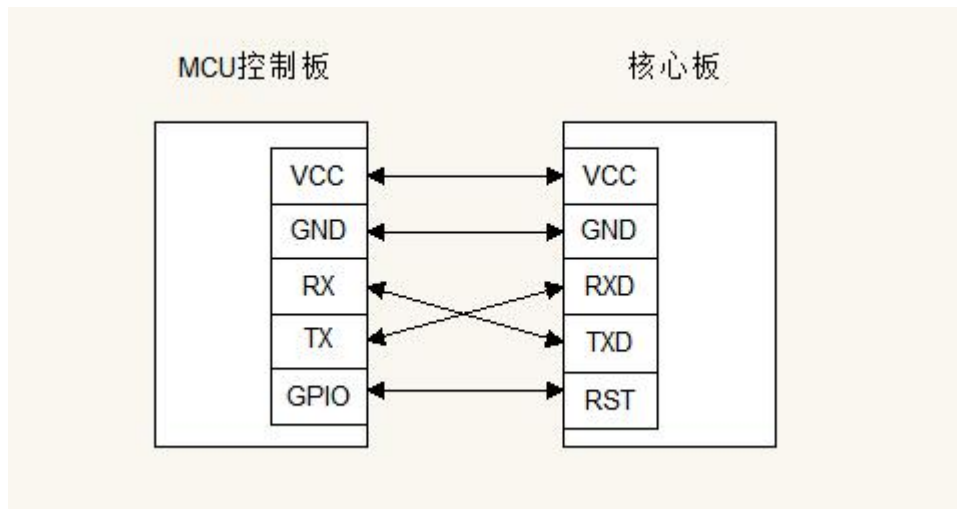 MCU控制板
核心板
VCC
VCC
GND
GND
RX
RXD
TX
TXD
GPIO
RST